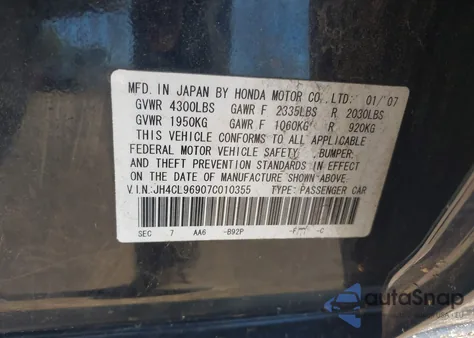 MFD. IN JAPAN BY HONDA MOTOR CO., LTD. 01/'07
GVWR 4300LBS GAWR F 2335LBS R 2030LBS
GVWR 1950KG GAWR F 1060KG R 920KG
THIS VEHICLE CONFORMS TO ALL APPLICABLE
FEDERAL MOTOR VEHICLE SAFETY, BUMPER,
AND THEFT PREVENTION STANDARDS IN EFFECT
ON THE DATE OF MANUFACTURE SHOWN ABOVE.
VIN:JH4CL96907C010355 TYPE: PASSENGER CAR
SEC 7 AA6 -B92P -C
autoSnap